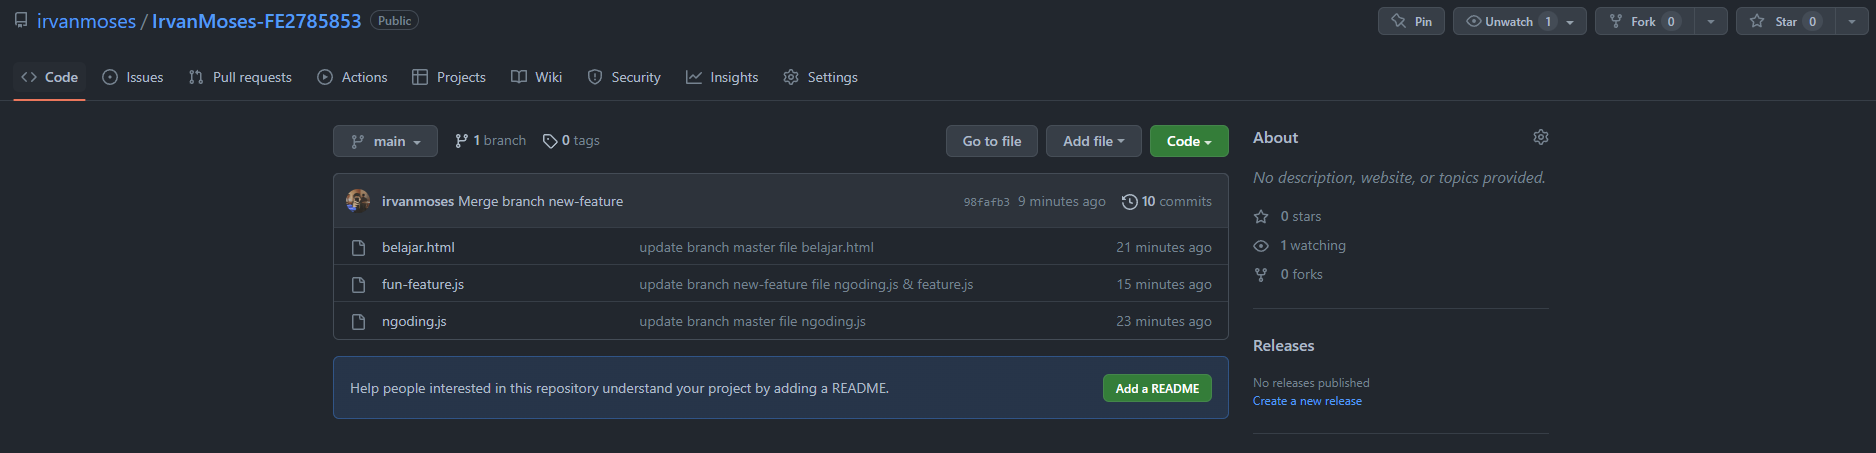 irvanmoses / IrvanMoses-FE2785853 Public
Pin Unwatch 1 Fork 0 Star 0
Code Issues Pull requests Actions Projects Wiki Security Insights Settings
main 1 branch 0 tags Go to file Add file Code
irvanmoses Merge branch new-feature 98fafb3 9 minutes ago 10 commits
belajar.html update branch master file belajar.html 21 minutes ago
fun-feature.js update branch new-feature file ngoding.js & feature.js 15 minutes ago
ngoding.js update branch master file ngoding.js 23 minutes ago
Help people interested in this repository understand your project by adding a README. Add a README
About
No description, website, or topics provided.
0 stars
1 watching
0 forks
Releases
No releases published
Create a new release